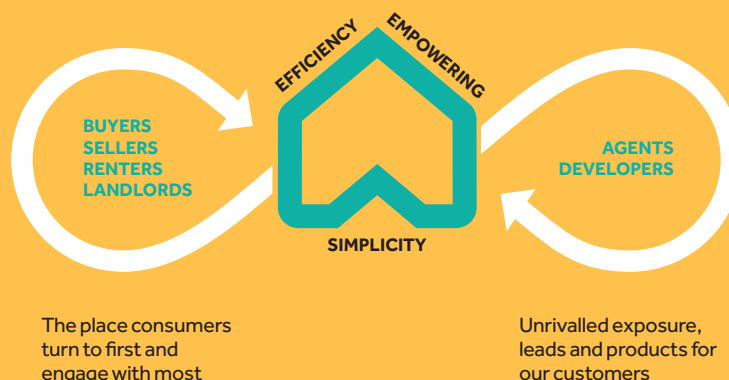 EFFICIENCY
EMPOWERING
BUYERS
SELLERS
RENTERS
LANDLORDS
AGENTS
DEVELOPERS
SIMPLICITY
The place consumers
turn to first and
engage with most
Unrivalled exposure,
leads and products for
our customers